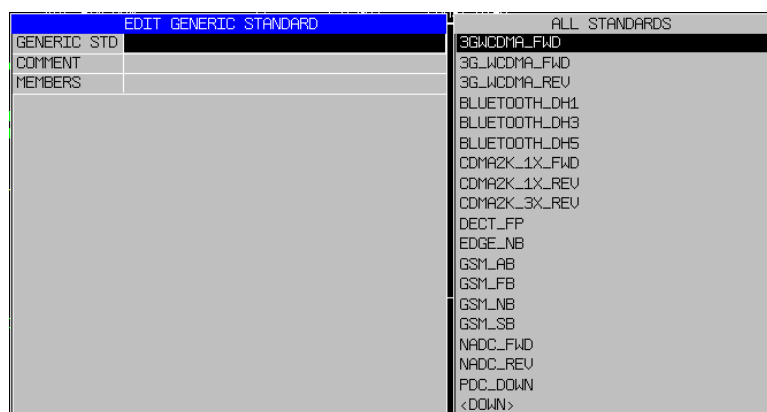 EDIT GENERIC STANDARD
GENERIC STD
COMMENT
MEMBERS
ALL STANDARDS
3GWCDMA_FWD
3G_WCDMA_FWD
3G_WCDMA_REV
BLUETOOTH_DH1
BLUETOOTH_DH3
BLUETOOTH_DH5
CDMA2K_1X_FWD
CDMA2K_1X_REV
CDMA2K_3X_REV
DECT_FP
EDGE_NB
GSM_AB
GSM_FB
GSM_NB
GSM_SB
NADC_FWD
NADC_REV
PDC_DOWN
<DOWN>